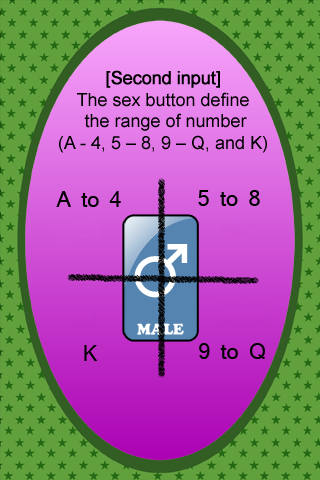 [Second input]
The sex button define
the range of number
(A - 4, 5 – 8, 9 – Q, and K)
A to 4
5 to 8
MALE
K
9 to Q